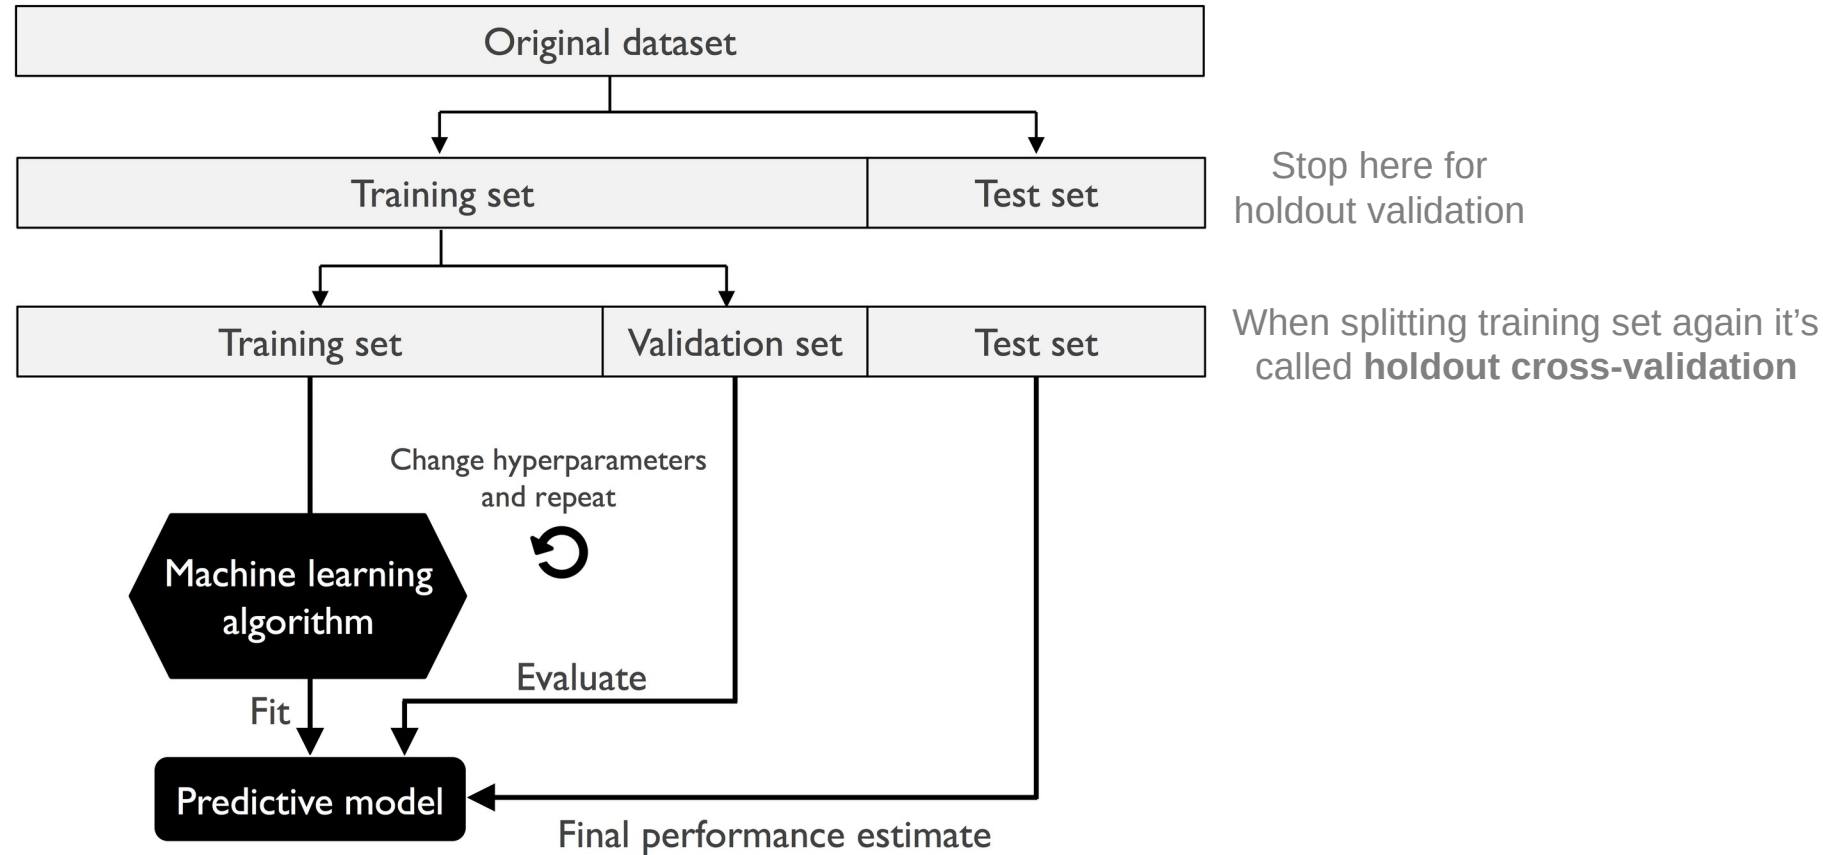 Original dataset
Training set
Test set
Stop here for
holdout validation
Training set
Validation set
Test set
When splitting training set again it’s
called holdout cross-validation
Change hyperparameters
and repeat
Machine learning
algorithm
Evaluate
Fit
Predictive model
Final performance estimate